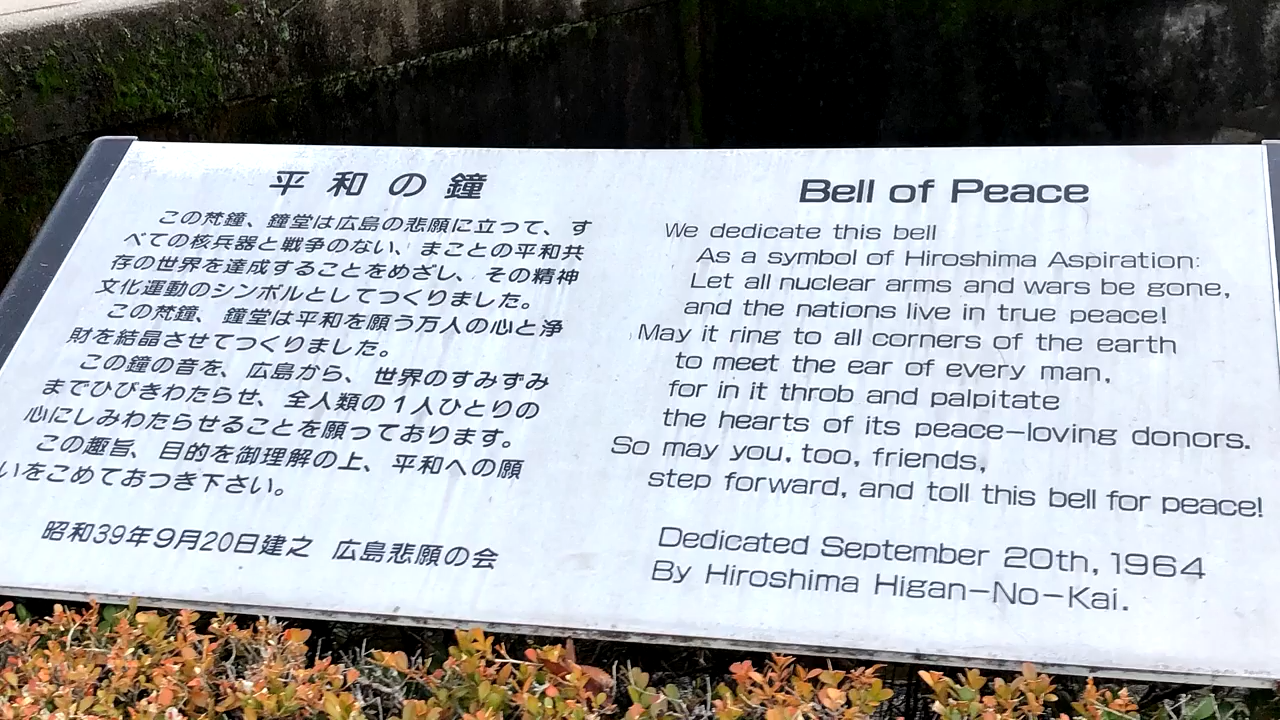 平和の鐘
この梵鐘、鐘堂は広島の悲願に立って、す
べての核兵器と戦争のない、まことの平和共
存の世界を達成することをめざし、その精神
文化運動のシンボルとしてつくりました。
この梵鐘、鐘堂は平和を願う万人の心と浄
財を結晶させてつくりました。
この鐘の音を、広島から、世界のすみずみ
までひびきわたらせ、全人類の1人ひとりの
心にしみわたらせることを願っております。
この趣旨、目的を御理解の上、平和への願
いをこめておつき下さい。
昭和39年9月20日建之 広島悲願の会
Bell of Peace
We dedicate this bell
As a symbol of Hiroshima Aspiration:
Let all nuclear arms and wars be gone,
and the nations live in true peace!
May it ring to all corners of the earth
to meet the ear of every man,
for in it throb and palpitate
the hearts of its peace-loving donors.
So may you, too, friends,
step forward, and toll this bell for peace!
Dedicated September 20th, 1964
By Hiroshima Higan-No-Kai.